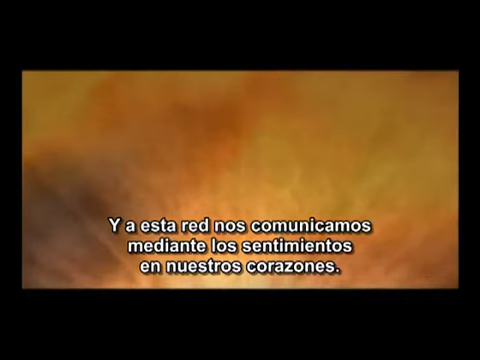 Y a esta red nos comunicamos
mediante los sentimientos
en nuestros corazones.